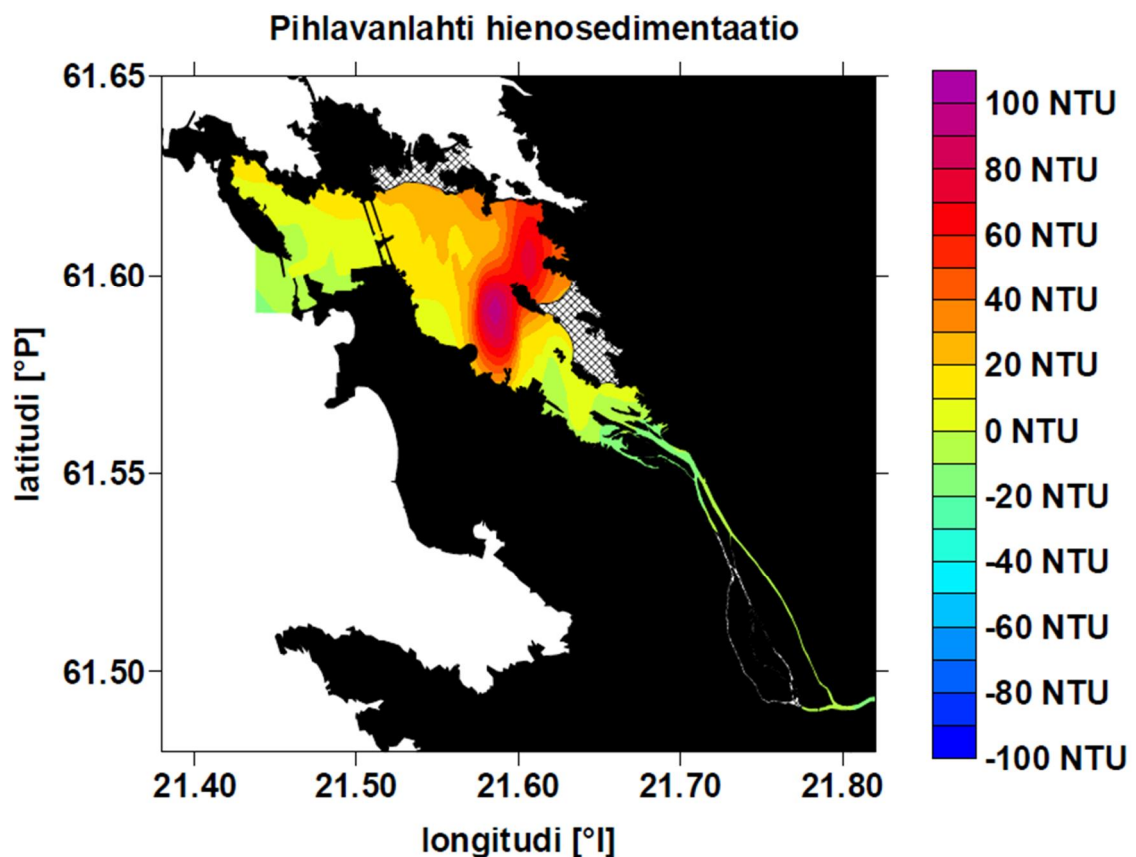 Pihlavanlahti hienosedimentaatio
61.65
61.60
61.55
61.50
latitudi [°P]
21.40
21.50
21.60
21.70
21.80
longitudi [°I]
100 NTU
80 NTU
60 NTU
40 NTU
20 NTU
0 NTU
-20 NTU
-40 NTU
-60 NTU
-80 NTU
-100 NTU